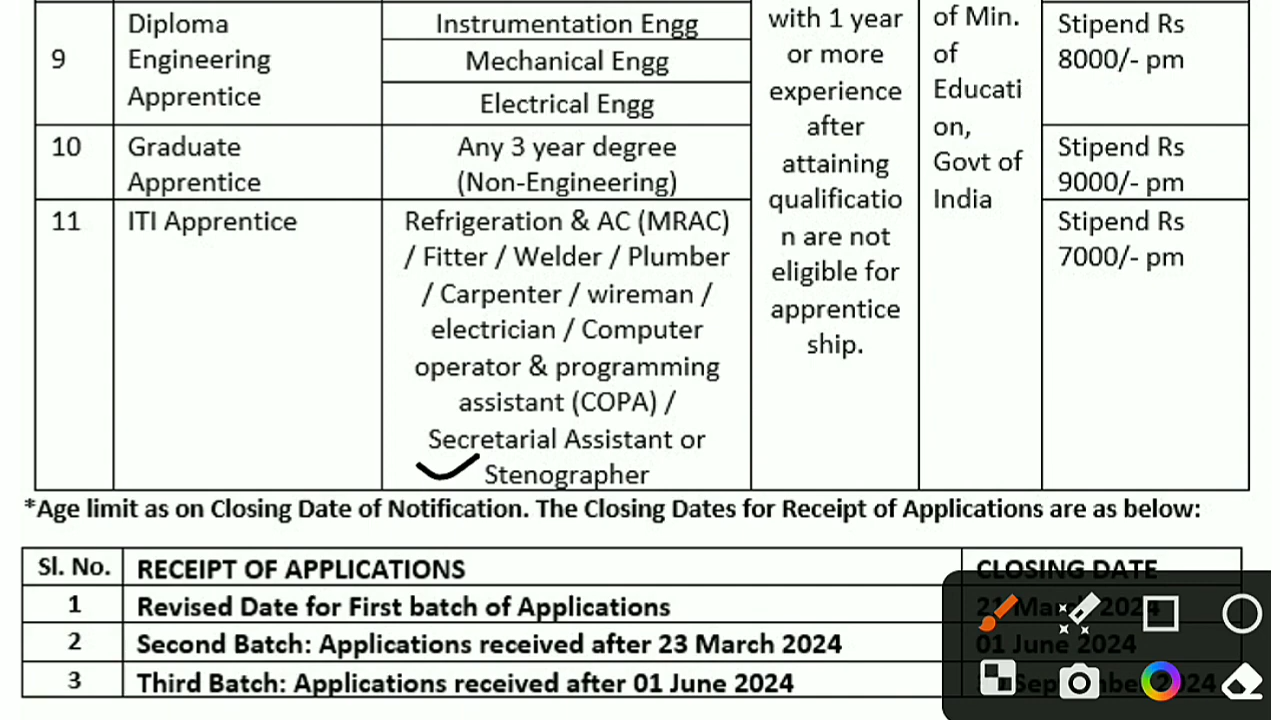 9
Diploma
Engineering
Apprentice
Instrumentation Engg
Mechanical Engg
Electrical Engg
with 1 year
or more
experience
after
attaining
qualificatio
n are not
eligible for
apprentice
ship.
of Min.
of
Educati
on,
Govt of
India
Stipend Rs
8000/- pm
10
Graduate
Apprentice
Any 3 year degree
(Non-Engineering)
Stipend Rs
9000/- pm
11
ITI Apprentice
Refrigeration & AC (MRAC)
/ Fitter / Welder / Plumber
/ Carpenter / wireman /
electrician / Computer
operator & programming
assistant (COPA) /
Secretarial Assistant or
Stenographer
Stipend Rs
7000/- pm
*Age limit as on Closing Date of Notification. The Closing Dates for Receipt of Applications are as below:
Sl. No. RECEIPT OF APPLICATIONS CLOSING DATE
1 Revised Date for First batch of Applications 2024
2 Second Batch: Applications received after 23 March 2024 01 June 2024
3 Third Batch: Applications received after 01 June 2024 2024